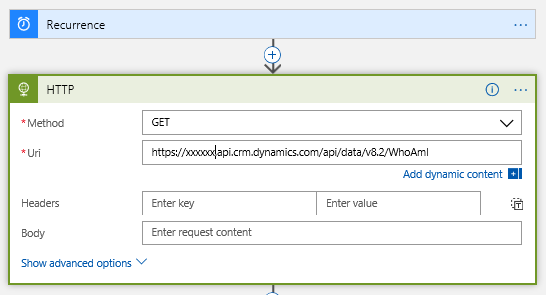 Recurrence
HTTP
* Method
GET
* Uri
https://xxxxxx.api.crm.dynamics.com/api/data/v8.2/WhoAmI
Add dynamic content
Headers
Enter key
Enter value
Body
Enter request content
Show advanced options